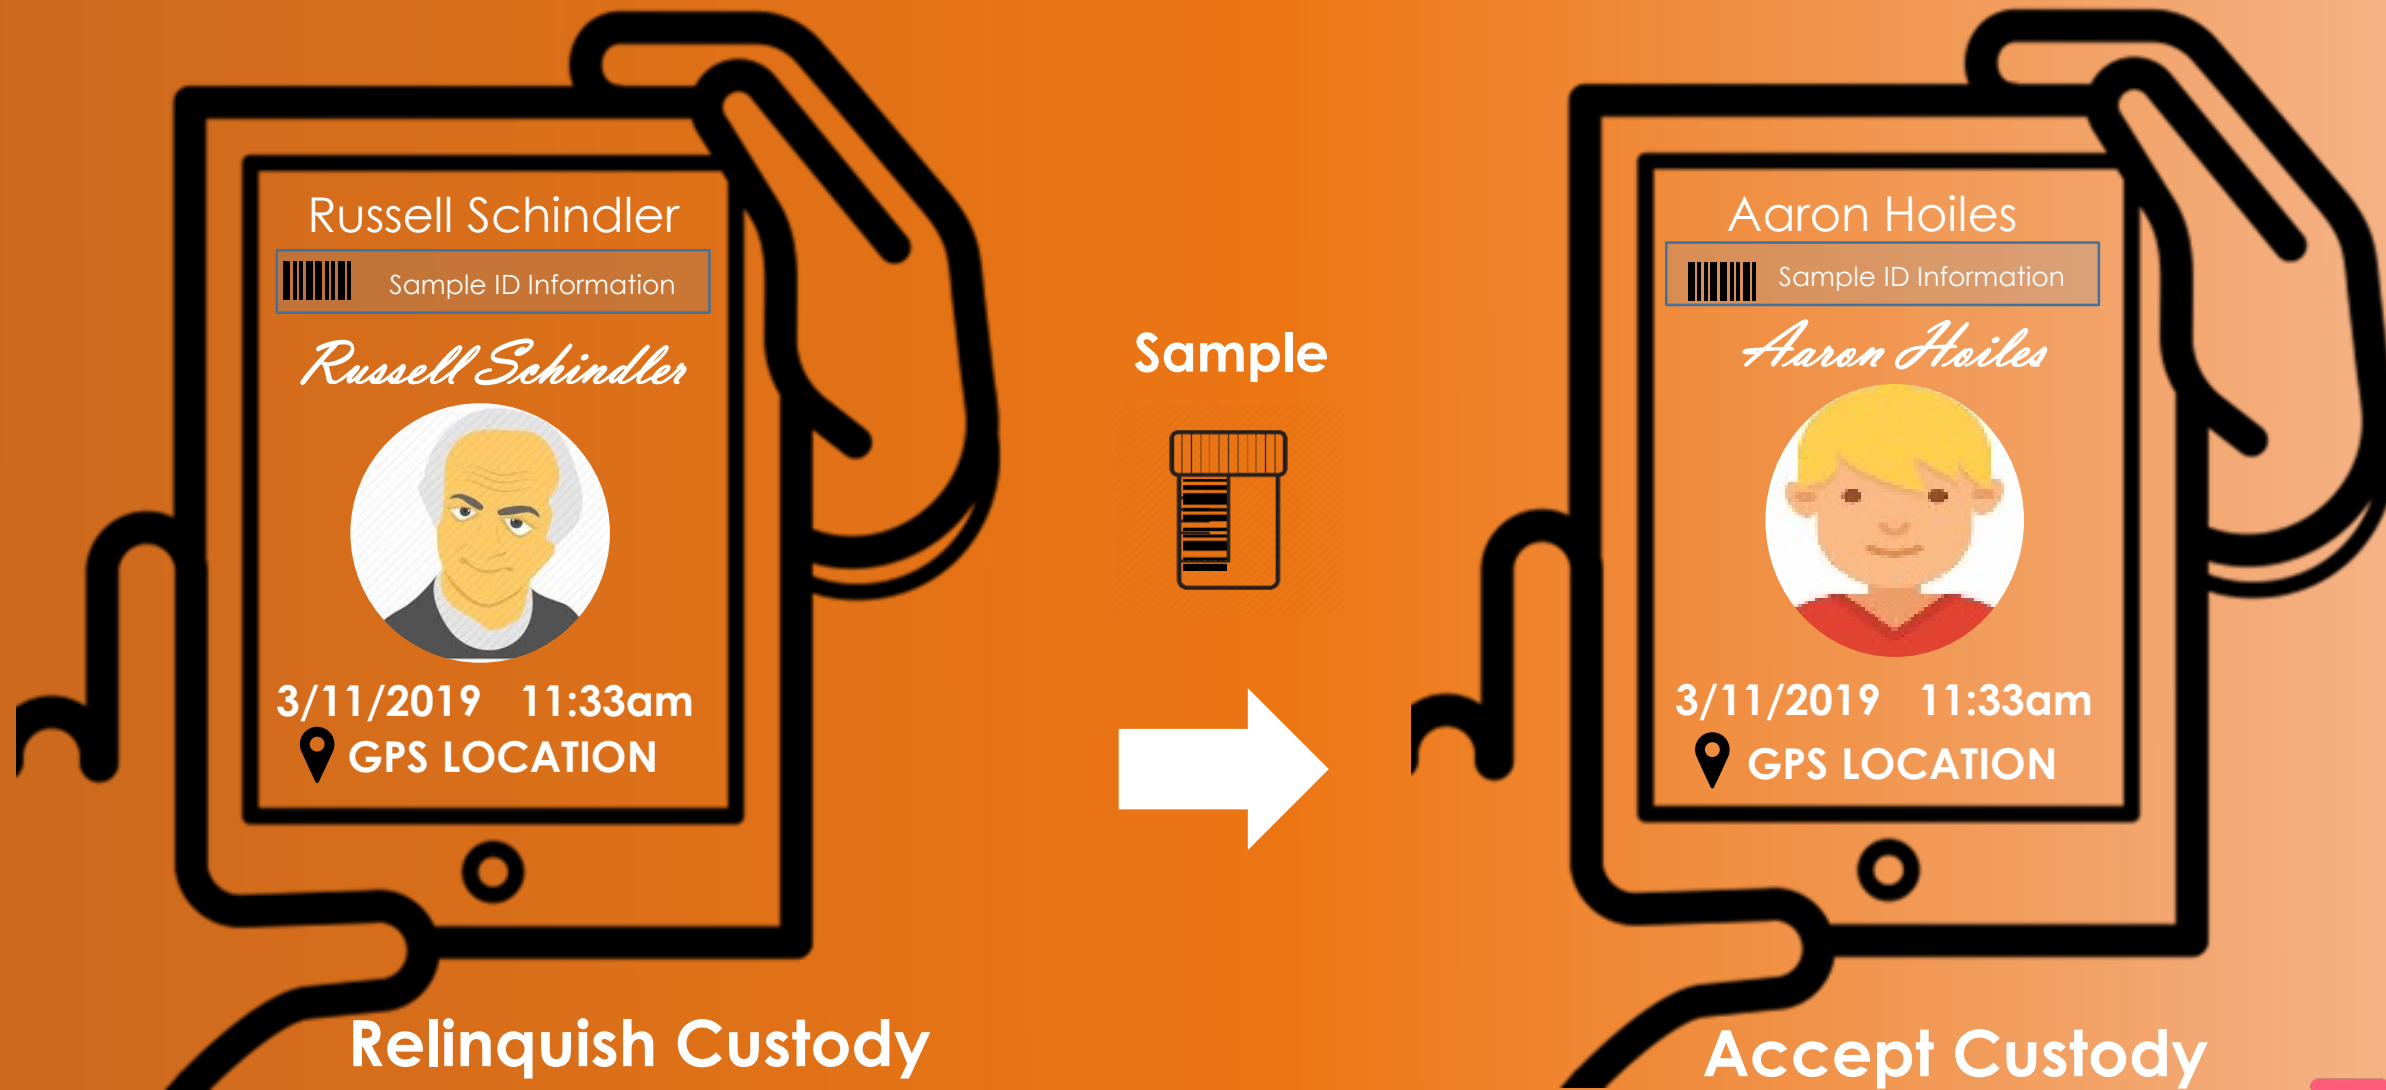 Russell Schindler
Sample ID Information
Russell Schindler
3/11/2019 11:33am
GPS LOCATION
Relinquish Custody
Sample
Aaron Hoiles
Sample ID Information
Aaron Hoiles
3/11/2019 11:33am
GPS LOCATION
Accept Custody